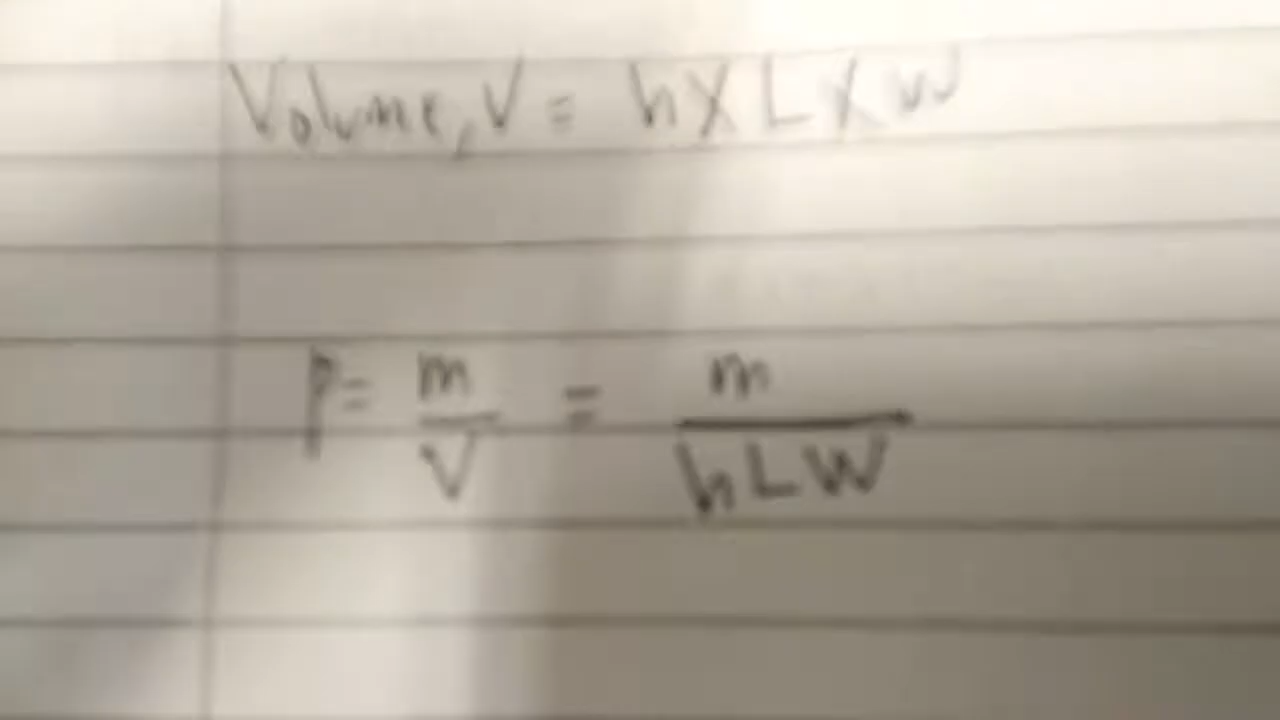 Volume, V = h X L X W
ρ = m/V = m/hLW